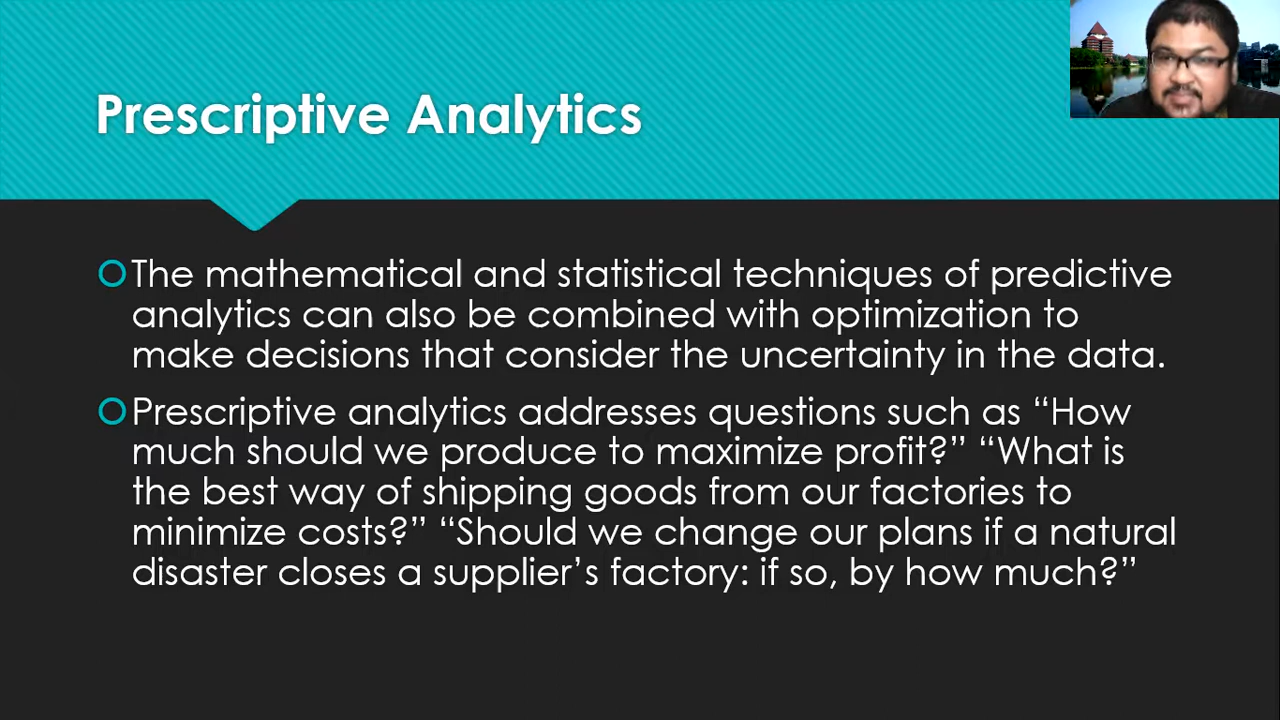 Prescriptive Analytics
The mathematical and statistical techniques of predictive
analytics can also be combined with optimization to
make decisions that consider the uncertainty in the data.
Prescriptive analytics addresses questions such as “How
much should we produce to maximize profit?” “What is
the best way of shipping goods from our factories to
minimize costs?” “Should we change our plans if a natural
disaster closes a supplier’s factory: if so, by how much?”